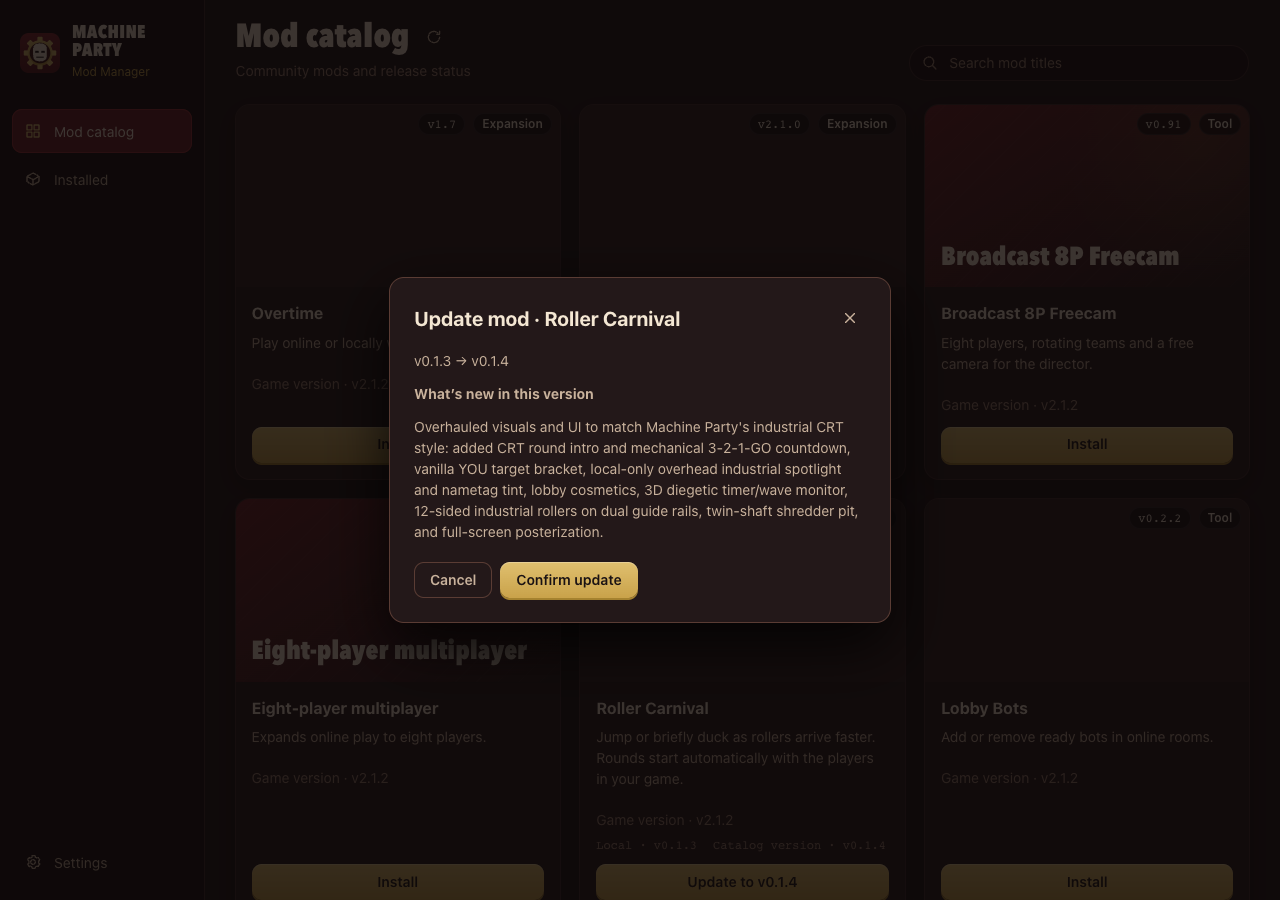 MACHINE
PARTY
Mod Manager
Mod catalog
Installed
Settings
Mod catalog
Community mods and release status
Search mod titles
v1.7 Expansion
Overtime
Play online or locally
Game version · v2.1.2
v2.1.0 Expansion
v0.91 Tool
Broadcast 8P Freecam
Broadcast 8P Freecam
Eight players, rotating teams and a free
camera for the director.
Game version · v2.1.2
Install
Update mod · Roller Carnival
v0.1.3 → v0.1.4
What’s new in this version
Overhauled visuals and UI to match Machine Party's industrial CRT
style: added CRT round intro and mechanical 3-2-1-GO countdown,
vanilla YOU target bracket, local-only overhead industrial spotlight
and nametag tint, lobby cosmetics, 3D diegetic timer/wave monitor,
12-sided industrial rollers on dual guide rails, twin-shaft shredder pit,
and full-screen posterization.
Cancel
Confirm update
Eight-player multiplayer
Eight-player multiplayer
Expands online play to eight players.
Game version · v2.1.2
Install
Roller Carnival
Jump or briefly duck as rollers arrive faster.
Rounds start automatically with the players
in your game.
Game version · v2.1.2
Local · v0.1.3 Catalog version · v0.1.4
Update to v0.1.4
v0.2.2 Tool
Lobby Bots
Add or remove ready bots in online rooms.
Game version · v2.1.2
Install